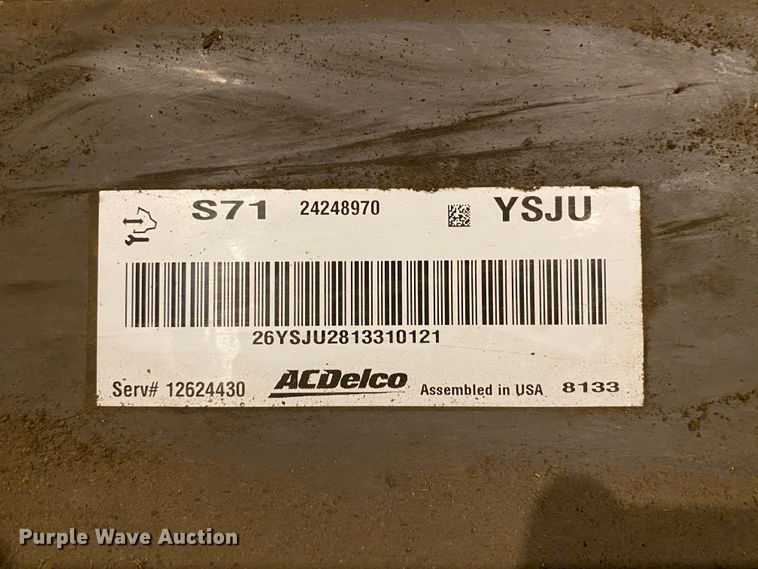 S71 24248970 YSJU
26YSJU2813310121
Serv# 12624430 ACDelco Assembled in USA 8133
Purple Wave Auction